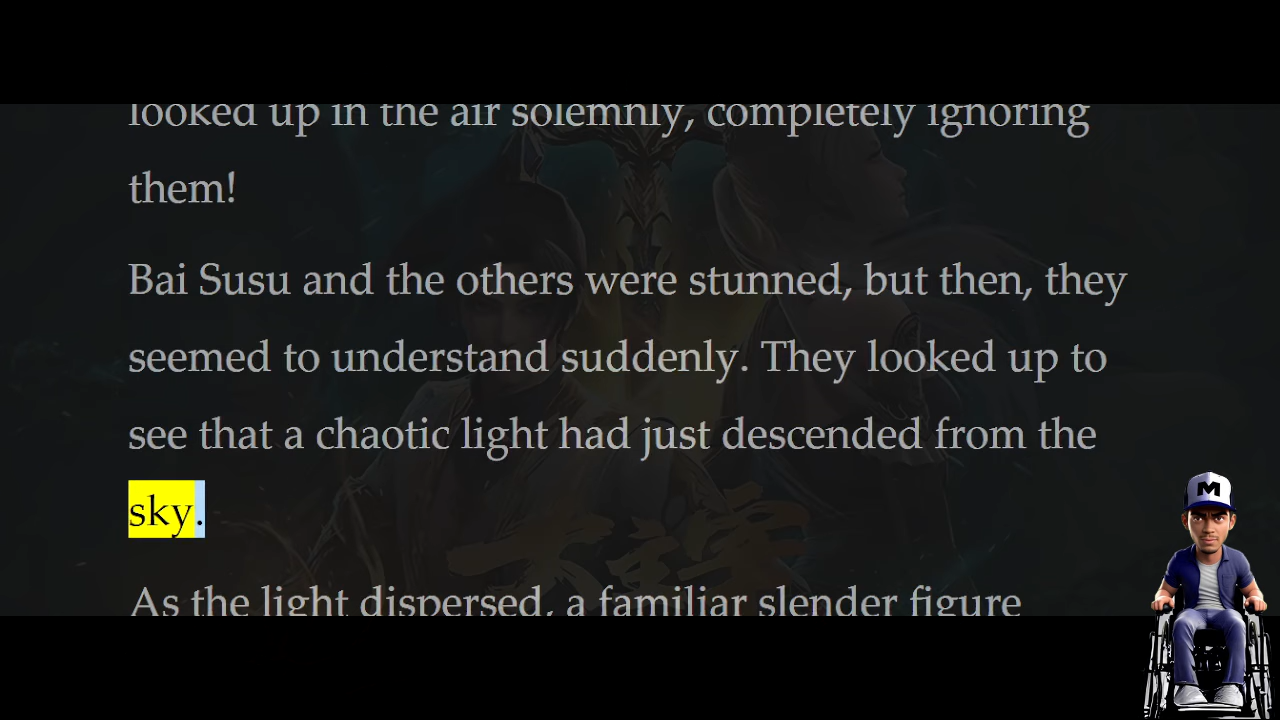 looked up in the air solemnly, completely ignoring
them!
Bai Susu and the others were stunned, but then, they
seemed to understand suddenly. They looked up to
see that a chaotic light had just descended from the
sky.
As the light dispersed, a familiar slender figure
M